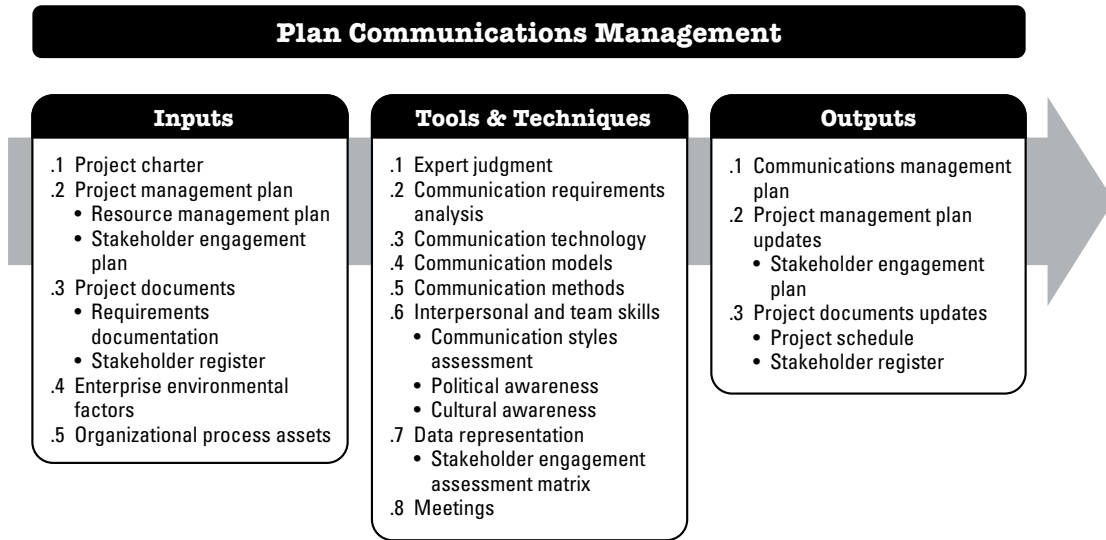 Plan Communications Management
Inputs
.1 Project charter
.2 Project management plan
• Resource management plan
• Stakeholder engagement
plan
.3 Project documents
• Requirements
documentation
• Stakeholder register
.4 Enterprise environmental
factors
.5 Organizational process assets
Tools & Techniques
.1 Expert judgment
.2 Communication requirements
analysis
.3 Communication technology
.4 Communication models
.5 Communication methods
.6 Interpersonal and team skills
• Communication styles
assessment
• Political awareness
• Cultural awareness
.7 Data representation
• Stakeholder engagement
assessment matrix
.8 Meetings
Outputs
.1 Communications management
plan
.2 Project management plan
updates
• Stakeholder engagement
plan
.3 Project documents updates
• Project schedule
• Stakeholder register